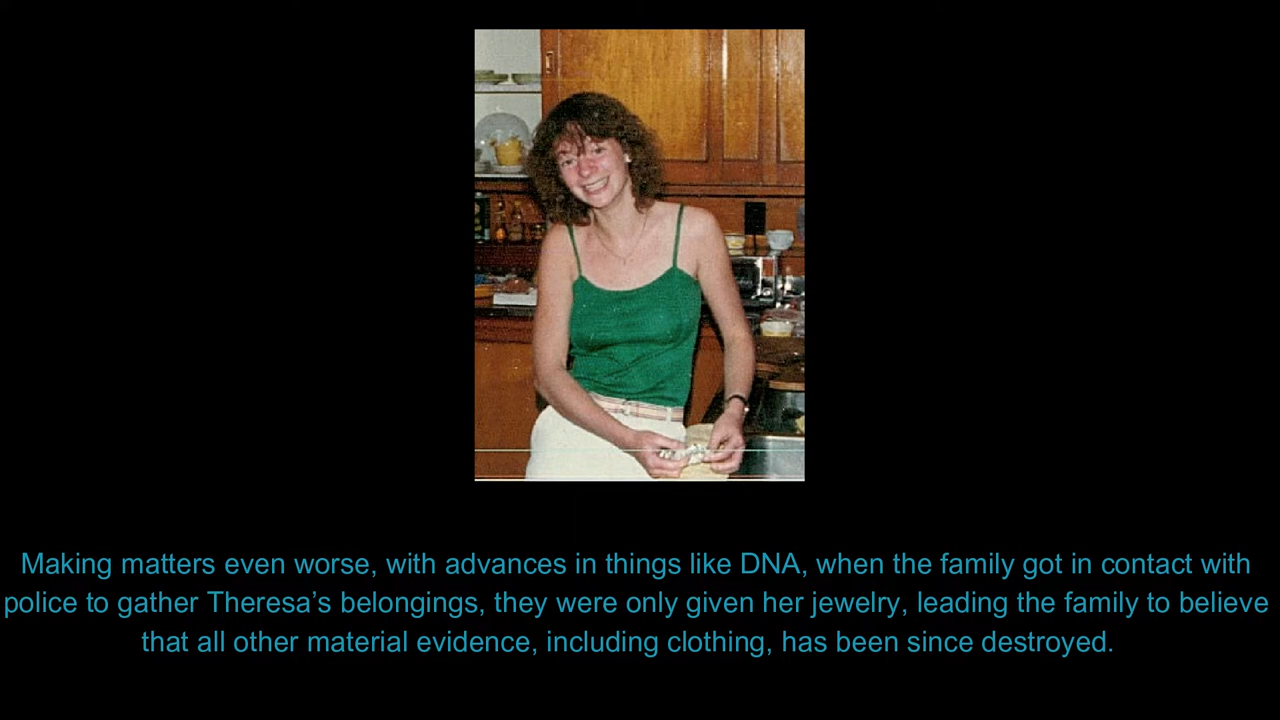 Making matters even worse, with advances in things like DNA, when the family got in contact with
police to gather Theresa’s belongings, they were only given her jewelry, leading the family to believe
that all other material evidence, including clothing, has been since destroyed.